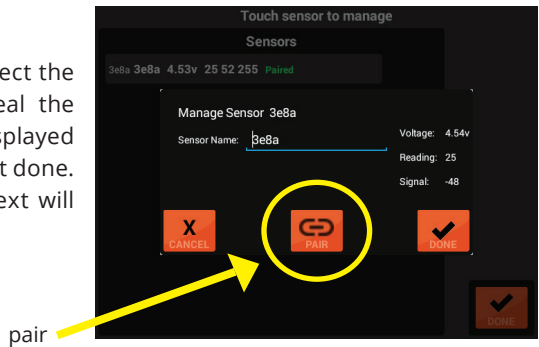 Touch sensor to manage
Sensors
3e8a 3e8a 4.53v 25 52 255 Paired
ect the
eal the
splayed
t done.
ext will
Manage Sensor 3e8a
Sensor Name: 3e8a
Voltage: 4.54v
Reading: 25
Signal: -48
X
CANCEL
PAIR
DONE
DONE
pair